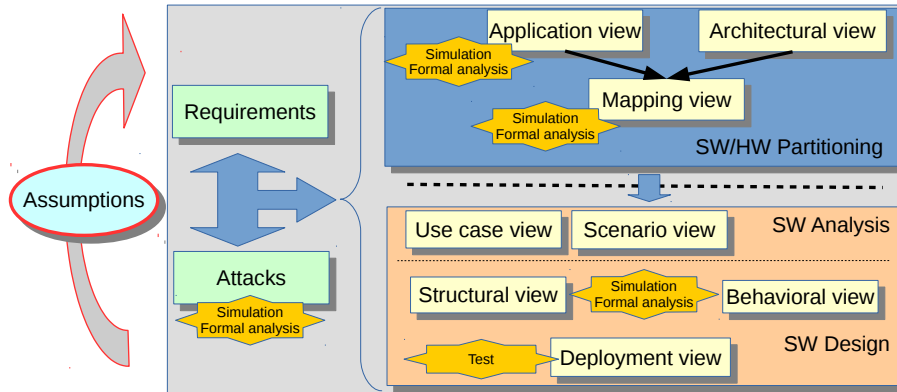 Application view
Architectural view
Simulation
Formal analysis
Mapping view
Simulation
Formal analysis
SW/HW Partitioning
Requirements
Assumptions
Attacks
Simulation
Formal analysis
Use case view
Scenario view
SW Analysis
Structural view
Simulation
Formal analysis
Behavioral view
Test
Deployment view
SW Design